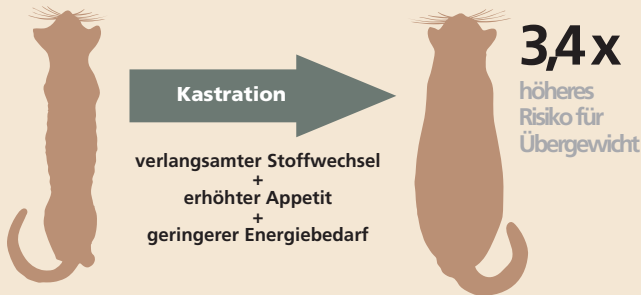 Kastration
verlangsamter Stoffwechsel
+
erhöhter Appetit
+
geringerer Energiebedarf
3,4 x
höheres
Risiko für
Übergewicht